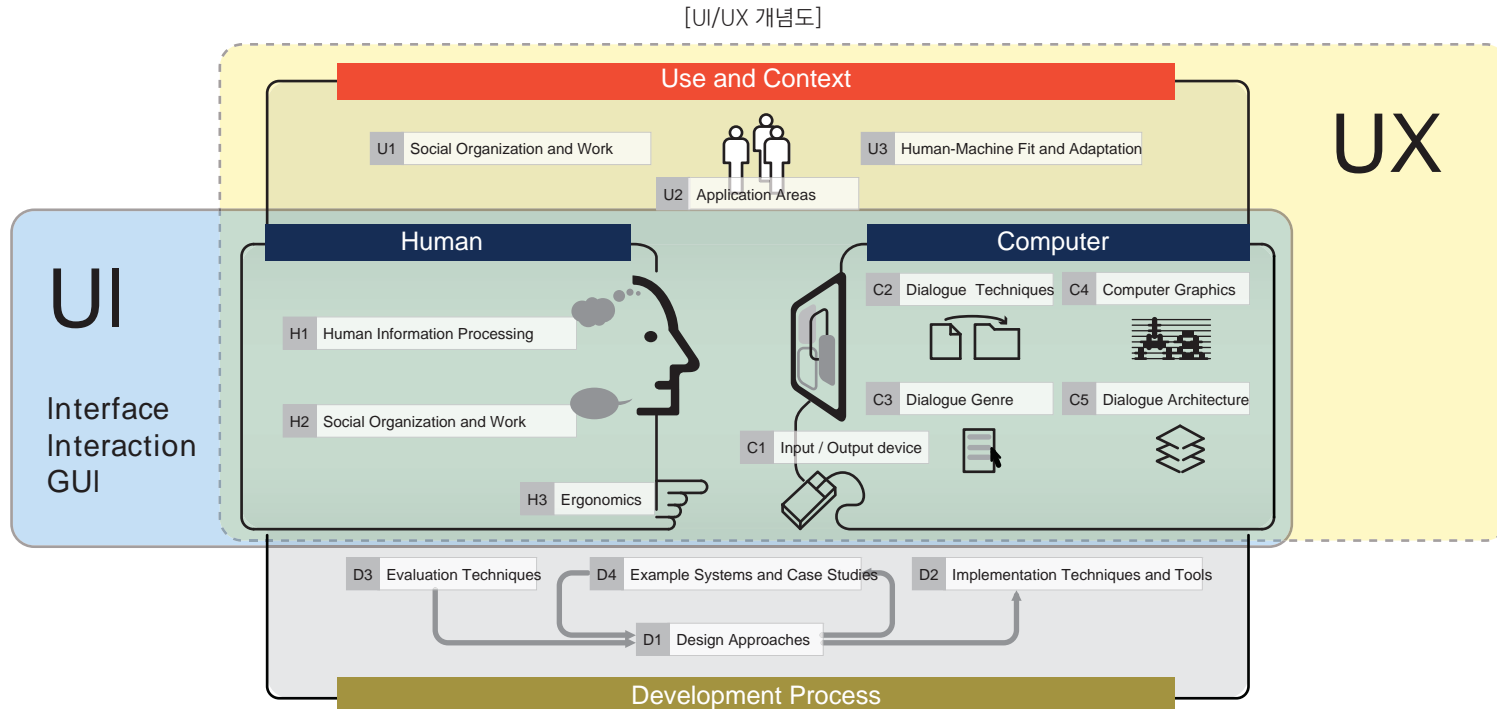 [UI/UX 개념도]
Use and Context
UX
U1 Social Organization and Work
U3 Human-Machine Fit and Adaptation
U2 Application Areas
UI
Interface
Interaction
GUI
Human
H1 Human Information Processing
H2 Social Organization and Work
H3 Ergonomics
Computer
C2 Dialogue Techniques
C4 Computer Graphics
Aa
C3 Dialogue Genre
C5 Dialogue Architecture
C1 Input / Output device
D3 Evaluation Techniques
D4 Example Systems and Case Studies
D2 Implementation Techniques and Tools
D1 Design Approaches
Development Process